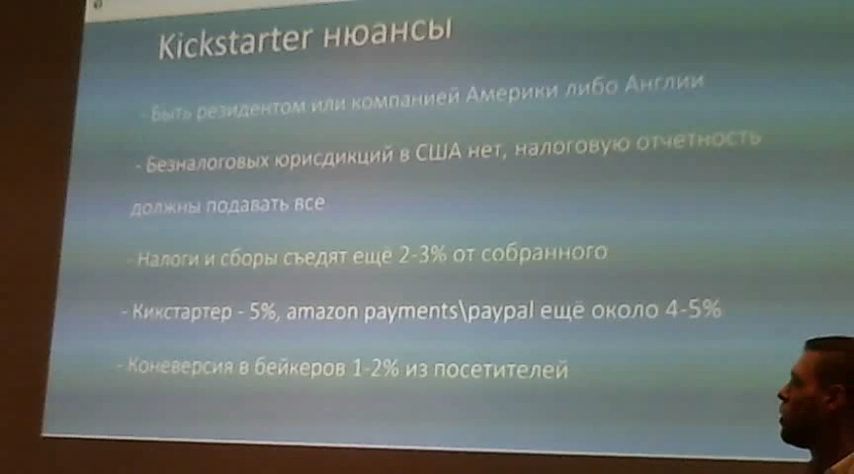 Kickstarter нюансы
- Быть резидентом или компанией Америки либо Англии
- Безналоговых юрисдикций в США нет, налоговую отчетность
должны подавать все
- Налоги и сборы съедят ещё 2-3% от собранного
- Кикстартер - 5%, amazon payments\paypal ещё около 4-5%
- Коневерсия в бейкеров 1-2% из посетителей